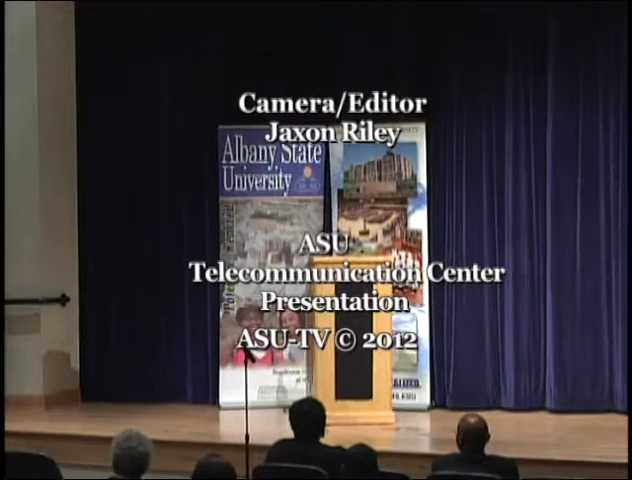 Camera/Editor
Jaxon Riley
Albany State
University
ASU
Telecommunication Center
Presentation
ASU-TV © 2012